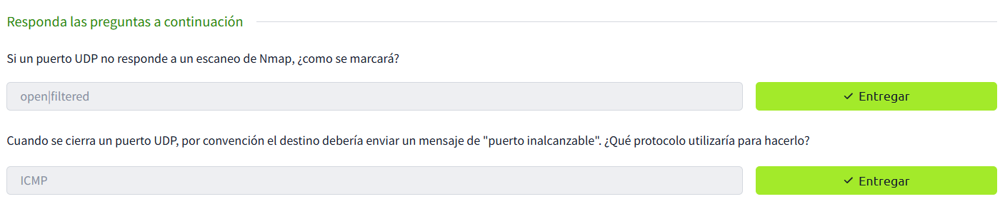 Responda las preguntas a continuación
Si un puerto UDP no responde a un escaneo de Nmap, ¿como se marcará?
open|filtered
Entregar
Cuando se cierra un puerto UDP, por convención el destino debería enviar un mensaje de "puerto inalcanzable". ¿Qué protocolo utilizaría para hacerlo?
ICMP
Entregar